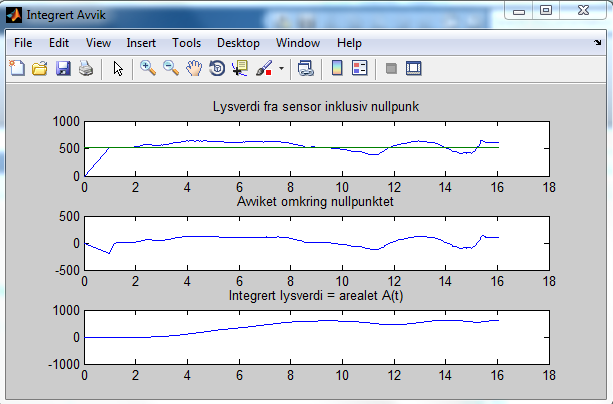 Integrert Avvik
File Edit View Insert Tools Desktop Window Help
Lysverdi fra sensor inklusiv nullpunk
1000
500
0
0 2 4 6 8 10 12 14 16 18
Avviket omkring nullpunktet
500
0
-500
0 2 4 6 8 10 12 14 16 18
Integrert lysverdi = arealet A(t)
1000
0
-1000
0 2 4 6 8 10 12 14 16 18